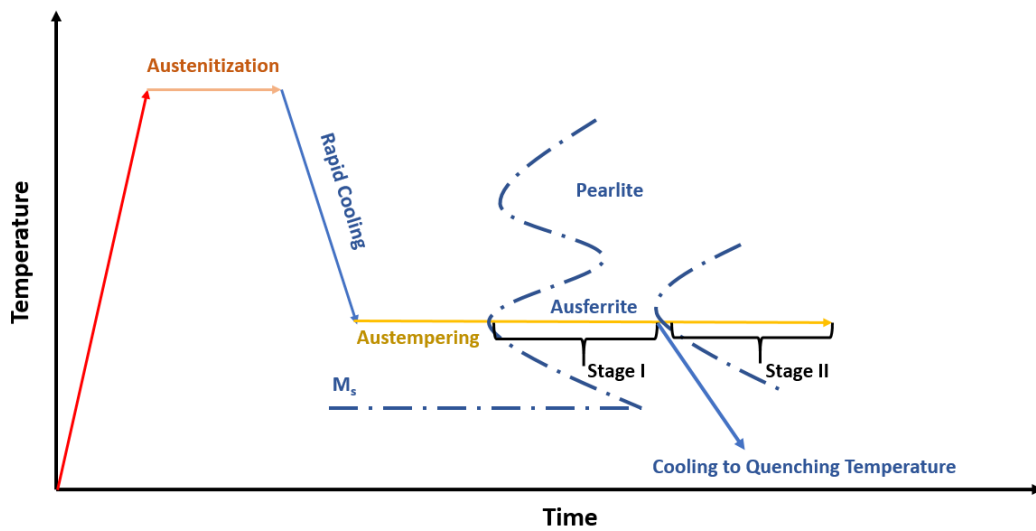 Austenitization
Rapid Cooling
Pearlite
Temperature
Ausferrite
Austempering
Stage I
Stage II
Ms
Cooling to Quenching Temperature
Time